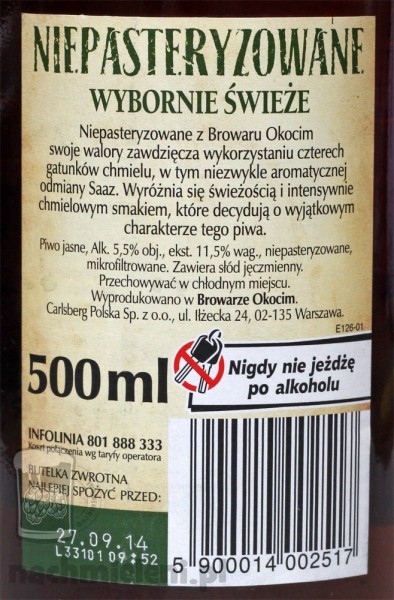 NIEPASTERYZOWANE
WYBORNIE ŚWIEŻE
Niepasteryzowane z Browaru Okocim
swoje walory zawdzięcza wykorzystaniu czterech
gatunków chmielu, w tym niezwykle aromatycznej
odmiany Saaz. Wyróżnia się świeżością i intensywnie
chmielowym smakiem, które decydują o wyjątkowym
charakterze tego piwa.
Piwo jasne, Alk. 5,5% obj., ekst. 11,5% wag., niepasteryzowane,
mikrofiltrowane. Zawiera słód jęczmienny.
Przechowywać w chłodnym miejscu.
Wyprodukowano w Browarze Okocim.
Carlsberg Polska Sp. z o.o., ul. Iłżecka 24, 02-135 Warszawa.
E126-01
500 ml
Nigdy nie jeżdżę
po alkoholu
INFOLINIA 801 888 333
Koszt połączenia wg taryfy operatora
BUTELKA ZWROTNA
NAJLEPIEJ SPOŻYĆ PRZED:
27.09.14
L33101 09:52
5 900014 002517
nachmieleni.pl